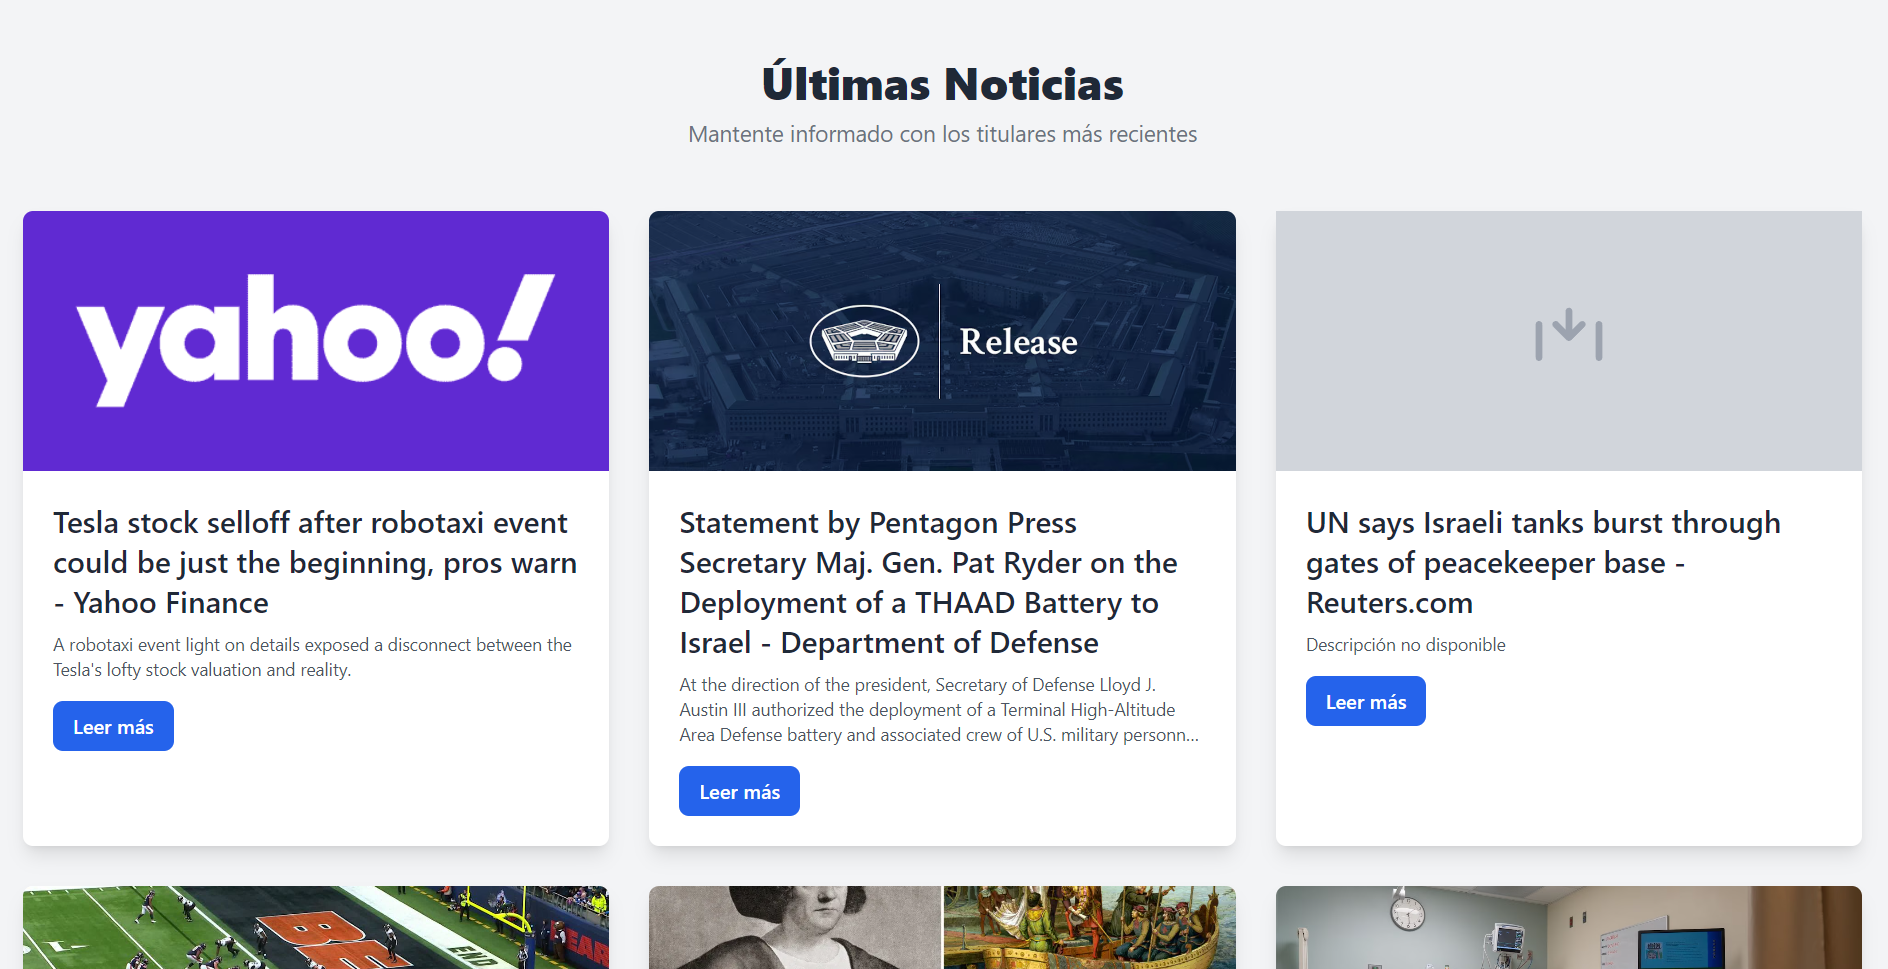 Últimas Noticias
Mantente informado con los titulares más recientes
yahoo!
Tesla stock selloff after robotaxi event
could be just the beginning, pros warn
- Yahoo Finance
A robotaxi event light on details exposed a disconnect between the
Tesla's lofty stock valuation and reality.
Leer más
Release
Statement by Pentagon Press
Secretary Maj. Gen. Pat Ryder on the
Deployment of a THAAD Battery to
Israel - Department of Defense
At the direction of the president, Secretary of Defense Lloyd J.
Austin III authorized the deployment of a Terminal High-Altitude
Area Defense battery and associated crew of U.S. military personn...
Leer más
UN says Israeli tanks burst through
gates of peacekeeper base -
Reuters.com
Descripción no disponible
Leer más
BE
END
BEAR